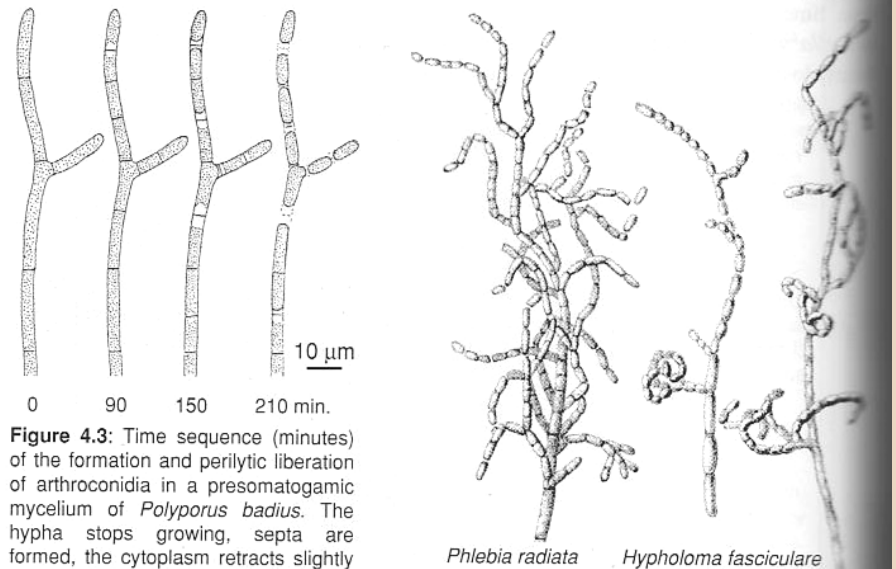 10 µm
0 90 150 210 min.
Figure 4.3: Time sequence (minutes)
of the formation and perilytic liberation
of arthroconidia in a presomatogamic
mycelium of Polyporus badius. The
hypha stops growing, septa are
formed, the cytoplasm retracts slightly
Phlebia radiata
Hypholoma fasciculare